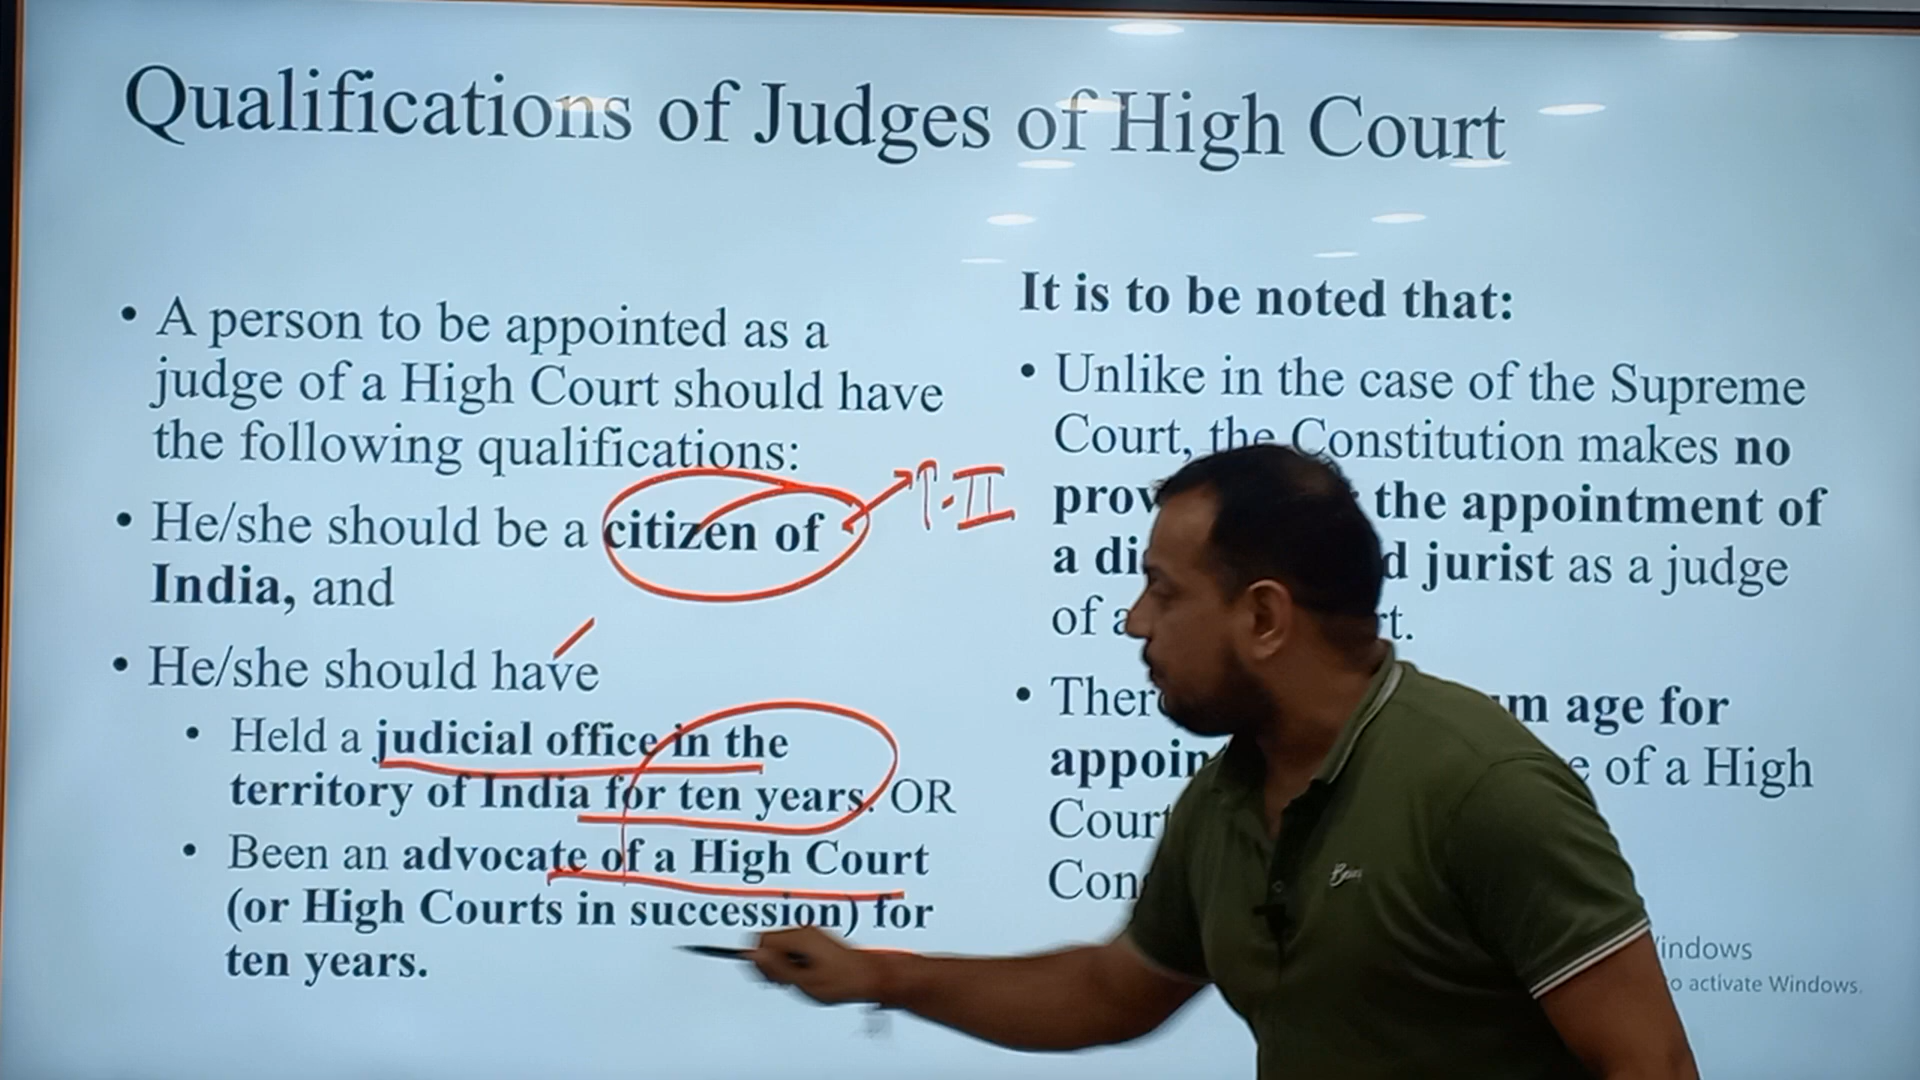 Qualifications of Judges of High Court
• A person to be appointed as a
judge of a High Court should have
the following qualifications:
• He/she should be a citizen of
India, and
• He/she should have
• Held a judicial office in the
territory of India for ten years. OR
• Been an advocate of a High Court
(or High Courts in succession) for
ten years.
It is to be noted that:
• Unlike in the case of the Supreme
Court, the Constitution makes no
the appointment of
a jurist as a judge
of
•
age for
of a High
II
activate Windows.